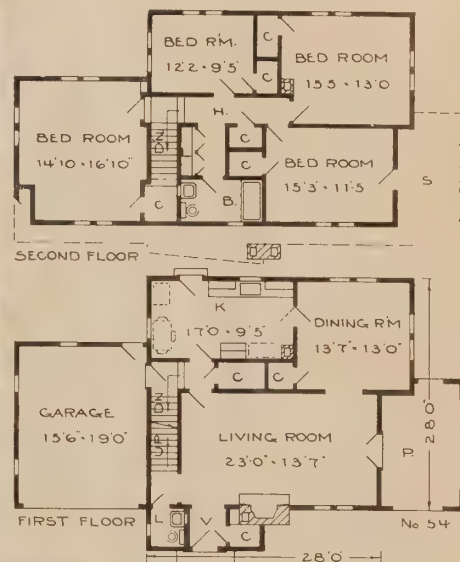 BED R'M.
12'2 × 9'5"
C
BED ROOM
15'5 × 13'0
C
H.
BED ROOM
14'10 × 16'10"
DN
C
C
BED ROOM
15'3" × 11'5
C
B.
S
SECOND FLOOR
K
17'0 × 9'5"
DINING R'M
13'7" × 13'0"
C
C
GARAGE
15'6" × 19'0"
UP
DN
LIVING ROOM
23'0" × 13'7"
P.
28'0"
L
V
C
FIRST FLOOR
No 54
28'0"